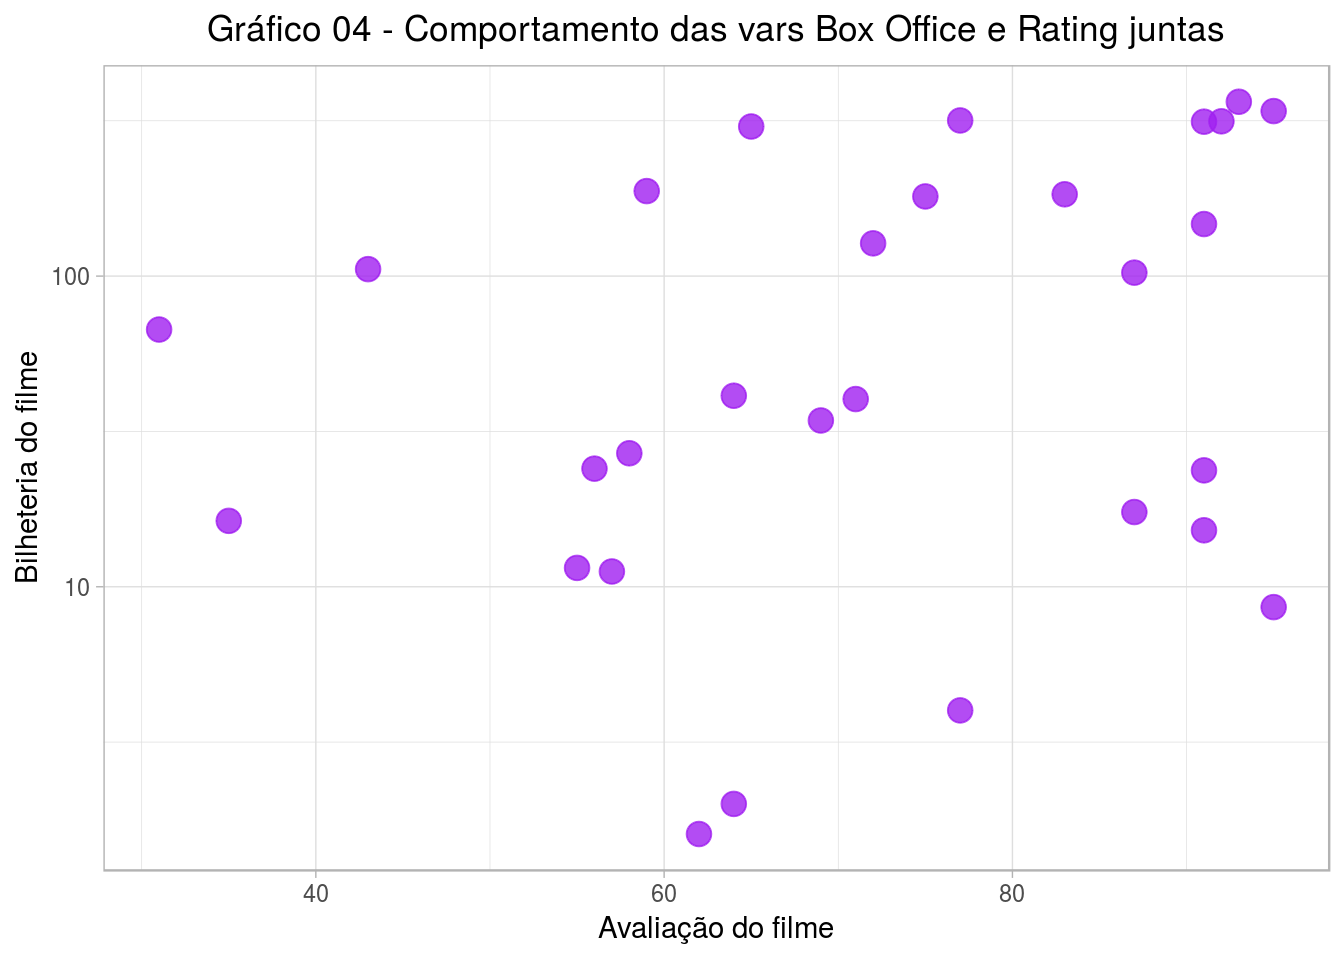 Gráfico 04 - Comportamento das vars Box Office e Rating juntas
Bilheteria do filme
100
10
40
60
80
Avaliação do filme